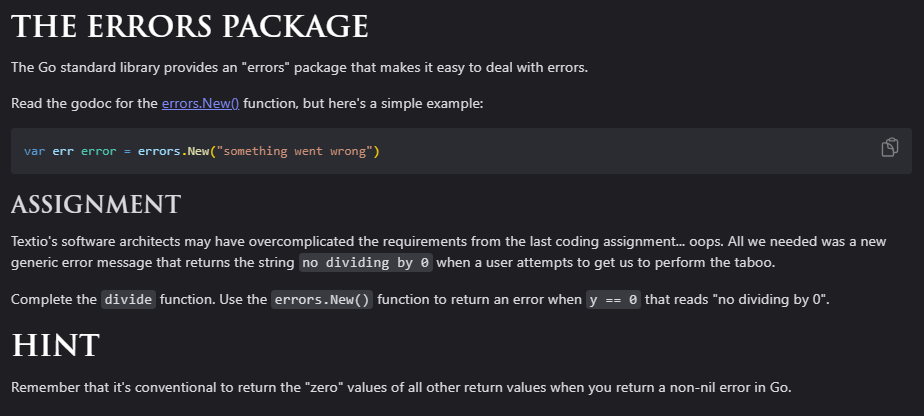 THE ERRORS PACKAGE
The Go standard library provides an "errors" package that makes it easy to deal with errors.
Read the godoc for the errors.New() function, but here's a simple example:
var err error = errors.New("something went wrong")
ASSIGNMENT
Textio's software architects may have overcomplicated the requirements from the last coding assignment... oops. All we needed was a new
generic error message that returns the string no dividing by 0 when a user attempts to get us to perform the taboo.
Complete the divide function. Use the errors.New() function to return an error when y == 0 that reads "no dividing by 0".
HINT
Remember that it's conventional to return the "zero" values of all other return values when you return a non-nil error in Go.